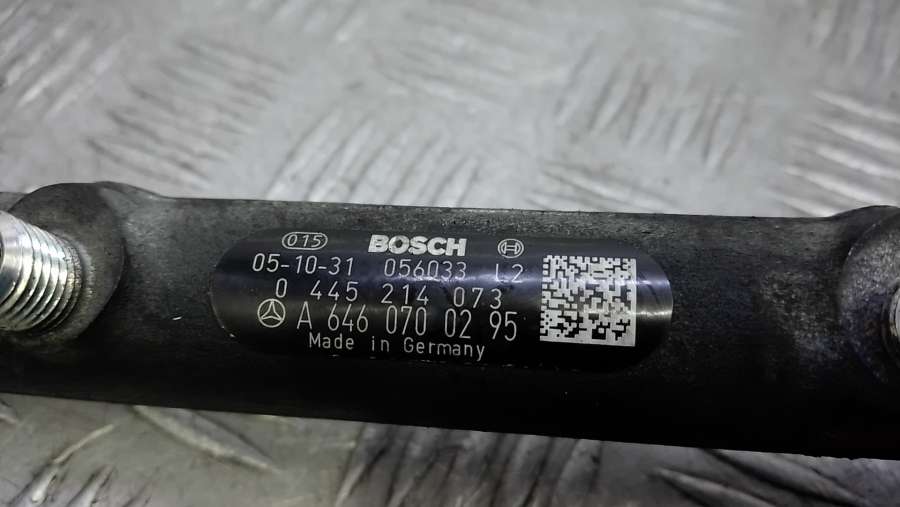 015 BOSCH
05-10-31 056033 L2
0 445 214 073
A 646 070 02 95
Made in Germany